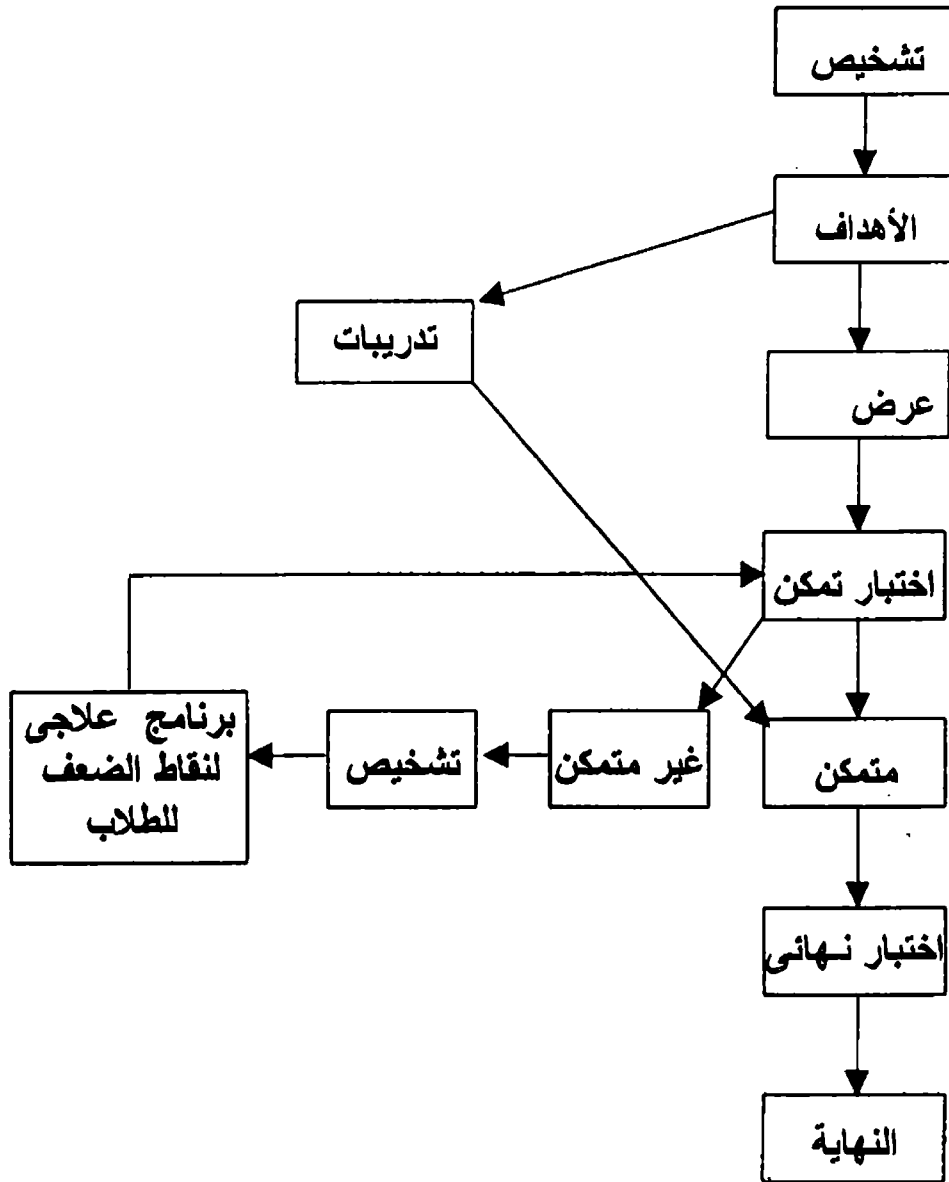 تشخيص
الأهداف
تدريبات
عرض
اختبار تمكن
متمكن
غير متمكن
تشخيص
برنامج علاجى
لنقاط الضعف
للطلاب
اختبار نهائى
النهاية